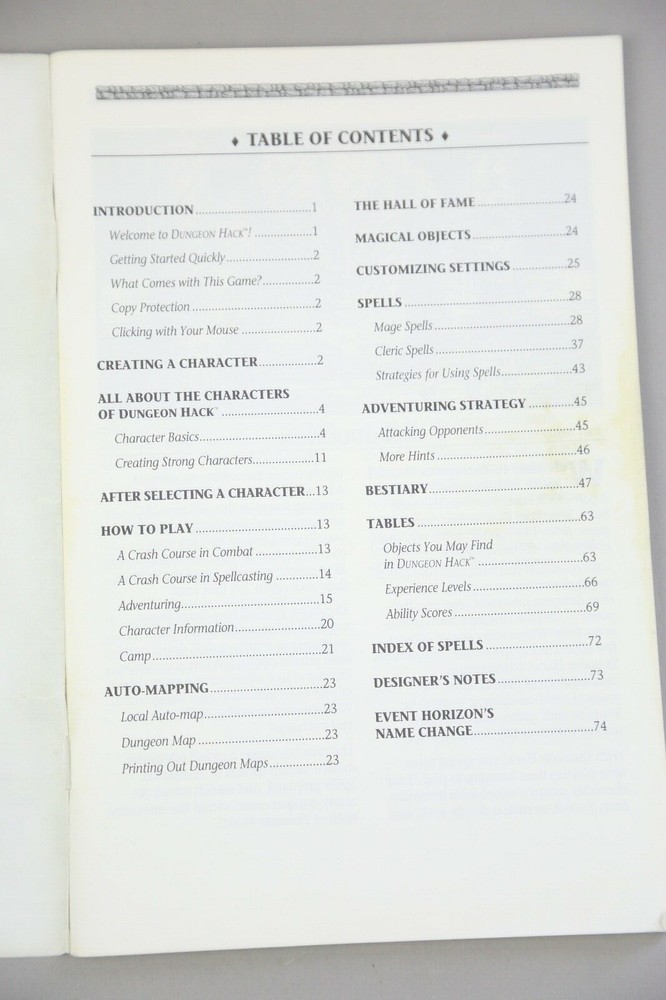 ♦ TABLE OF CONTENTS ♦
INTRODUCTION................................1
Welcome to DUNGEON HACK™! ................1
Getting Started Quickly.........................2
What Comes with This Game?...............2
Copy Protection ....................................2
Clicking with Your Mouse .....................2
CREATING A CHARACTER.................2
ALL ABOUT THE CHARACTERS
OF DUNGEON HACK™ ...........................4
Character Basics..................................4
Creating Strong Characters..................11
AFTER SELECTING A CHARACTER...13
HOW TO PLAY ..................................13
A Crash Course in Combat .................13
A Crash Course in Spellcasting ............14
Adventuring.......................................15
Character Information........................20
Camp................................................21
AUTO-MAPPING...............................23
Local Auto-map.................................23
Dungeon Map ...................................23
Printing Out Dungeon Maps................23
THE HALL OF FAME ........................24
MAGICAL OBJECTS..........................24
CUSTOMIZING SETTINGS ...............25
SPELLS .............................................28
Mage Spells ......................................28
Cleric Spells ......................................37
Strategies for Using Spells...................43
ADVENTURING STRATEGY ............45
Attacking Opponents..........................45
More Hints .......................................46
BESTIARY.........................................47
TABLES ............................................63
Objects You May Find
in DUNGEON HACK™ ............................63
Experience Levels ..............................66
Ability Scores ....................................69
INDEX OF SPELLS ...........................72
DESIGNER'S NOTES ........................73
EVENT HORIZON'S
NAME CHANGE................................74